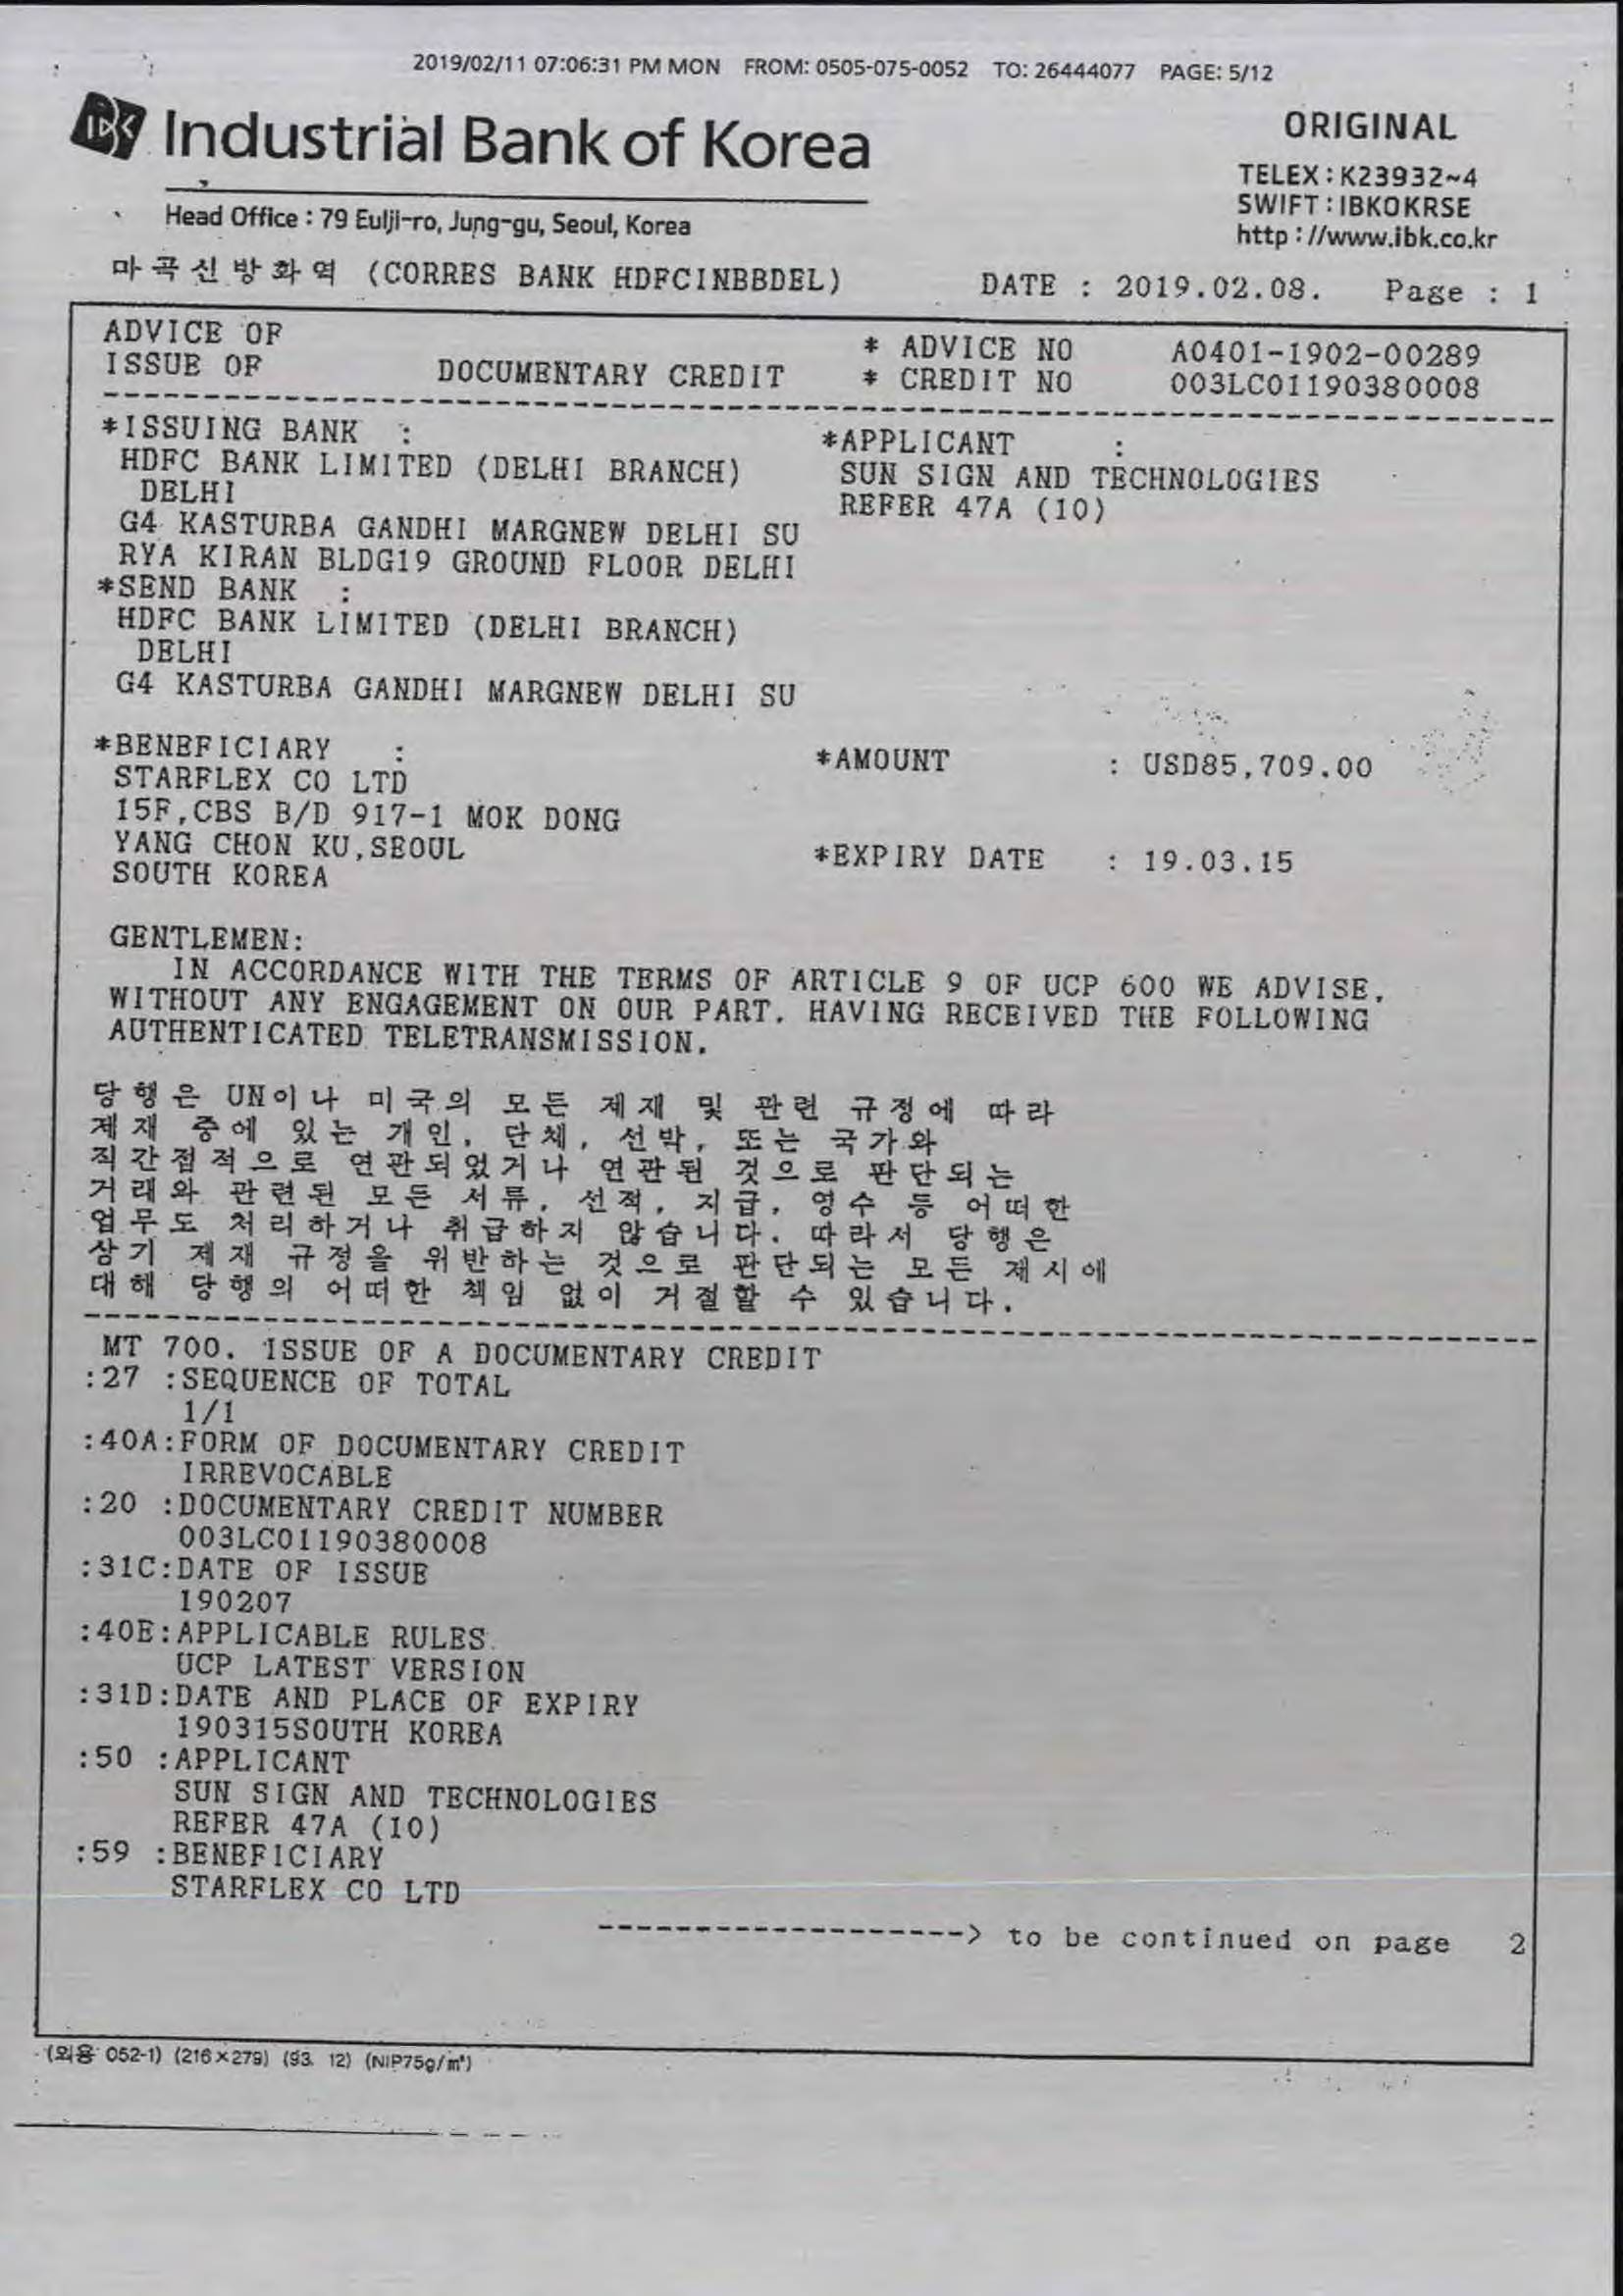 2019/02/11 07:06:31 PM MON FROM: 0505-075-0052 TO: 26444077 PAGE: 5/12
IBK Industrial Bank of Korea
ORIGINAL
TELEX : K23932~4
SWIFT : IBKOKRSE
http : //www.ibk.co.kr
Head Office : 79 Eulji-ro, Jung-gu, Seoul, Korea
마곡신방화역 (CORRES BANK HDFCINBBDEL) DATE : 2019.02.08. Page : 1
ADVICE OF * ADVICE NO A0401-1902-00289
ISSUE OF DOCUMENTARY CREDIT * CREDIT NO 003LC01190380008
*ISSUING BANK : *APPLICANT :
HDFC BANK LIMITED (DELHI BRANCH) SUN SIGN AND TECHNOLOGIES
DELHI REFER 47A (10)
G4 KASTURBA GANDHI MARGNEW DELHI SU
RYA KIRAN BLDG19 GROUND FLOOR DELHI
*SEND BANK :
HDFC BANK LIMITED (DELHI BRANCH)
DELHI
G4 KASTURBA GANDHI MARGNEW DELHI SU
*BENEFICIARY : *AMOUNT : USD85,709.00
STARFLEX CO LTD
15F,CBS B/D 917-1 MOK DONG
YANG CHON KU,SEOUL *EXPIRY DATE : 19.03.15
SOUTH KOREA
GENTLEMEN:
IN ACCORDANCE WITH THE TERMS OF ARTICLE 9 OF UCP 600 WE ADVISE,
WITHOUT ANY ENGAGEMENT ON OUR PART. HAVING RECEIVED THE FOLLOWING
AUTHENTICATED TELETRANSMISSION.
당행은 UN이나 미국의 모든 제재 및 관련 규정에 따라
제재 중에 있는 개인, 단체, 선박, 또는 국가와
직간접적으로 연관되었거나 연관된 것으로 판단되는
거래와 관련된 모든 서류, 선적, 지급, 영수 등 어떠한
업무도 처리하거나 취급하지 않습니다. 따라서 당행은
상기 제재 규정을 위반하는 것으로 판단되는 모든 제시에
대해 당행의 어떠한 책임 없이 거절할 수 있습니다.
MT 700. ISSUE OF A DOCUMENTARY CREDIT
:27 :SEQUENCE OF TOTAL
1/1
:40A:FORM OF DOCUMENTARY CREDIT
IRREVOCABLE
:20 :DOCUMENTARY CREDIT NUMBER
003LC01190380008
:31C:DATE OF ISSUE
190207
:40E:APPLICABLE RULES
UCP LATEST VERSION
:31D:DATE AND PLACE OF EXPIRY
190315SOUTH KOREA
:50 :APPLICANT
SUN SIGN AND TECHNOLOGIES
REFER 47A (10)
:59 :BENEFICIARY
STARFLEX CO LTD
-------------------> to be continued on page 2
(외용 052-1) (216×279) (93. 12) (NIP75g/㎡)